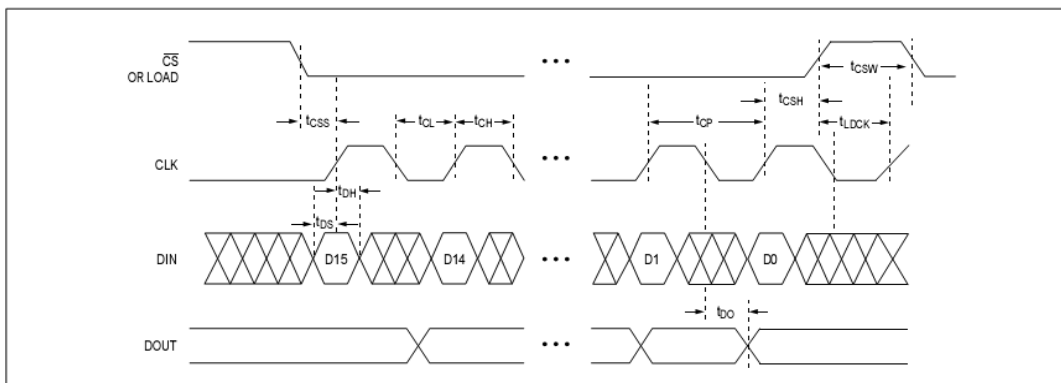 CS
OR LOAD
• • •
tCSW
tCSH
tCSS
tCL
tCH
tCP
tLDCK
CLK
• • •
tDH
tDS
DIN
D15
D14
• • •
D1
D0
tDO
DOUT
• • •